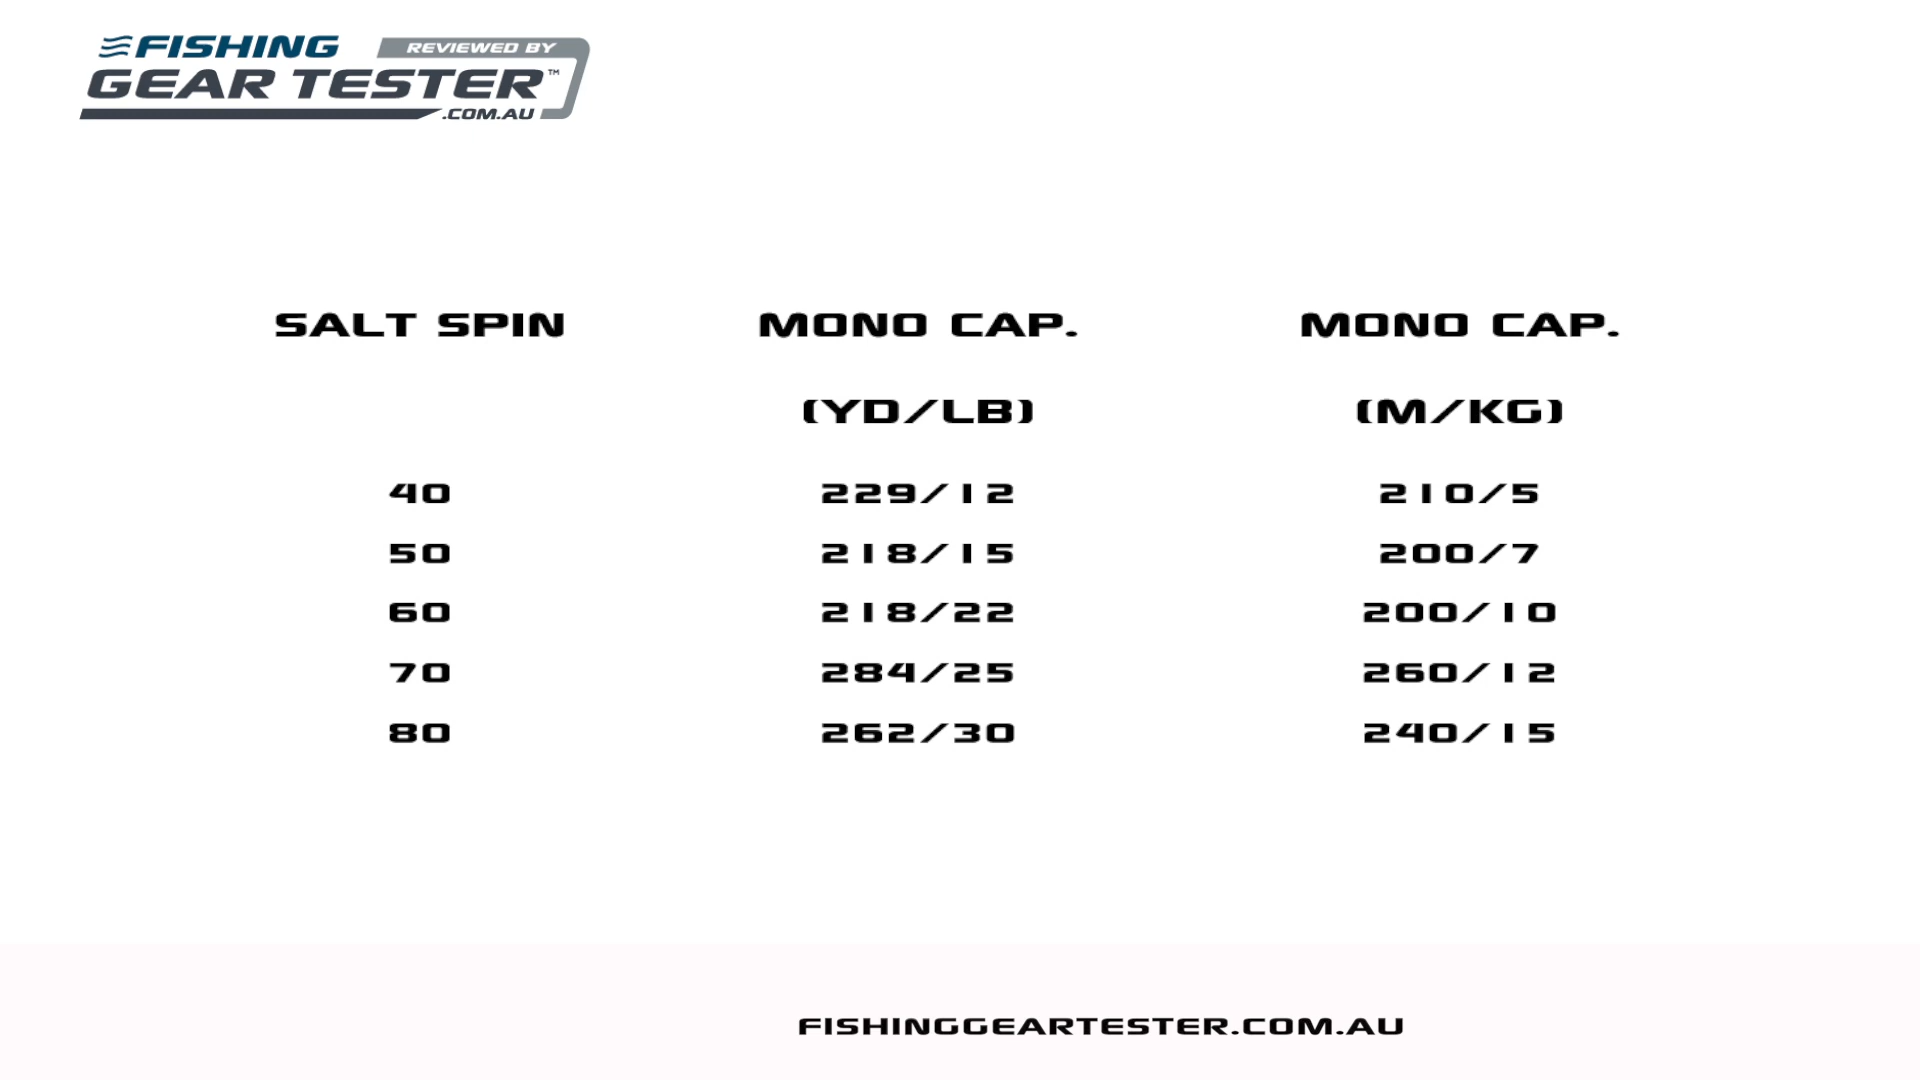 FISHING REVIEWED BY
GEAR TESTER™
.COM.AU
SALT SPIN MONO CAP. MONO CAP.
(YD/LB) (M/KG)
40 229/12 210/5
50 218/15 200/7
60 218/22 200/10
70 284/25 260/12
80 262/30 240/15
FISHINGGEARTESTER.COM.AU